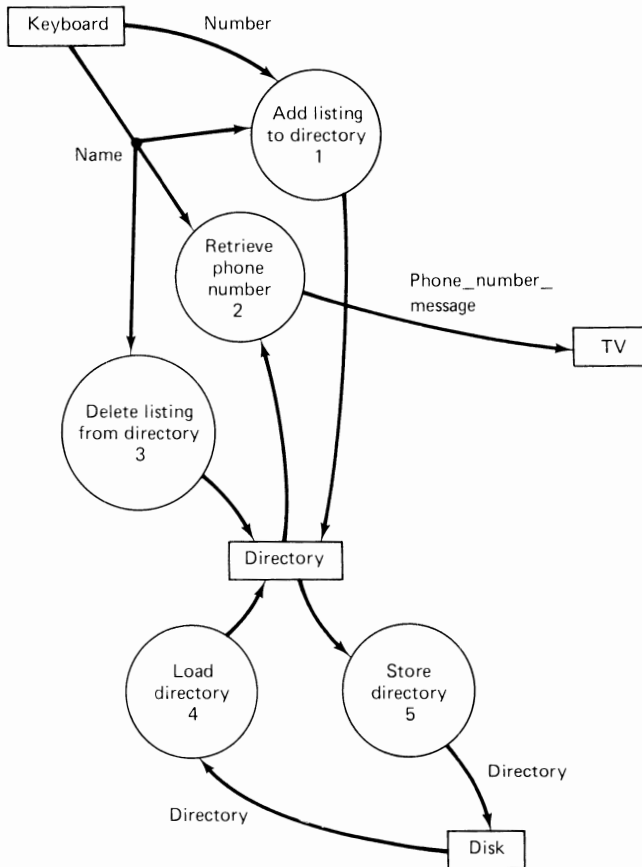 Keyboard
Number
Add listing
to directory
1
Name
Retrieve
phone
number
2
Phone_number_
message
TV
Delete listing
from directory
3
Directory
Load
directory
4
Store
directory
5
Directory
Directory
Disk